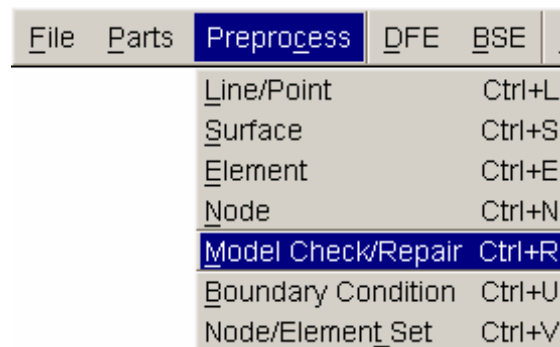 File Parts Preprocess DFE BSE
Line/Point Ctrl+L
Surface Ctrl+S
Element Ctrl+E
Node Ctrl+N
Model Check/Repair Ctrl+R
Boundary Condition Ctrl+U
Node/Element Set Ctrl+V